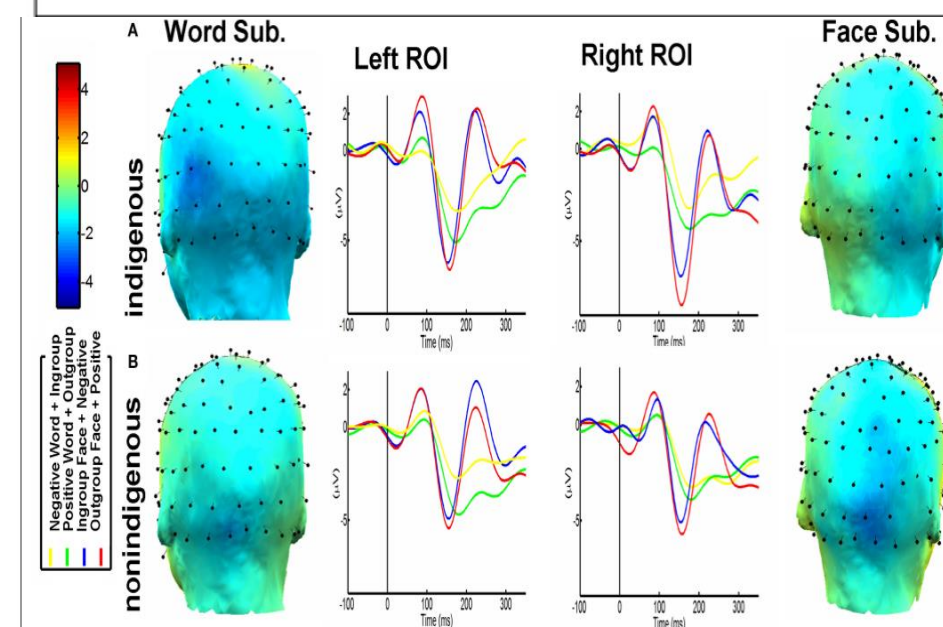 A
Word Sub.
Left ROI
Right ROI
Face Sub.
4
2
0
-2
-4
indigenous
2
0
-5
(µV)
-100 0 100 200 300
Time (ms)
2
0
-5
(µV)
-100 0 100 200 300
Time (ms)
B
nonindigenous
Negative Word + Ingroup
Positive Word + Outgroup
Ingroup Face + Negative
Outgroup Face + Positive
2
0
-5
(µV)
-100 0 100 200 300
Time (ms)
2
0
-5
(µV)
-100 0 100 200 300
Time (ms)